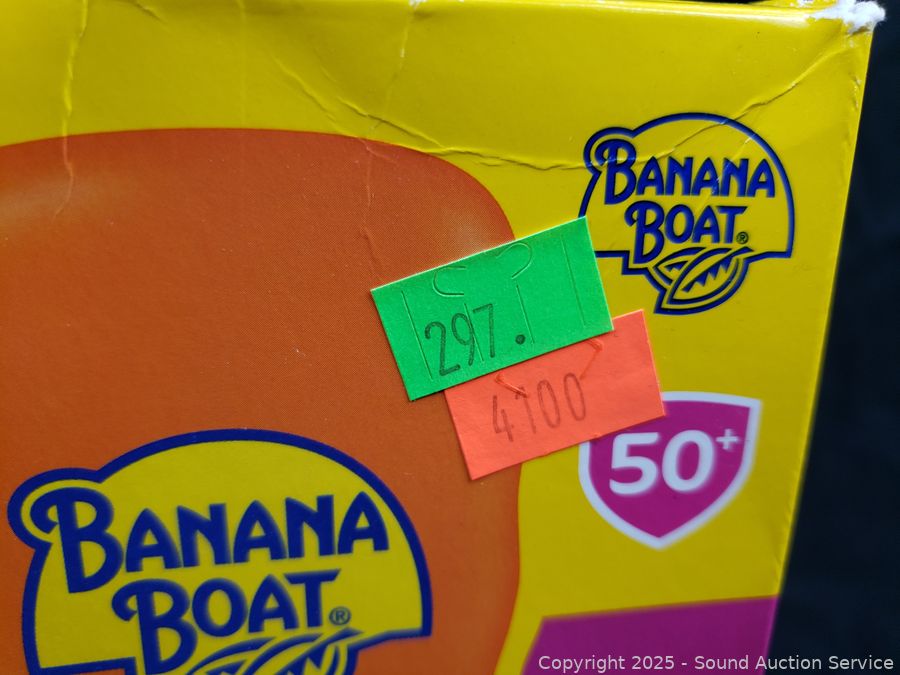 BANANA
BOAT®
297.
4100
50+
BANANA
BOAT®
Copyright 2025 - Sound Auction Service